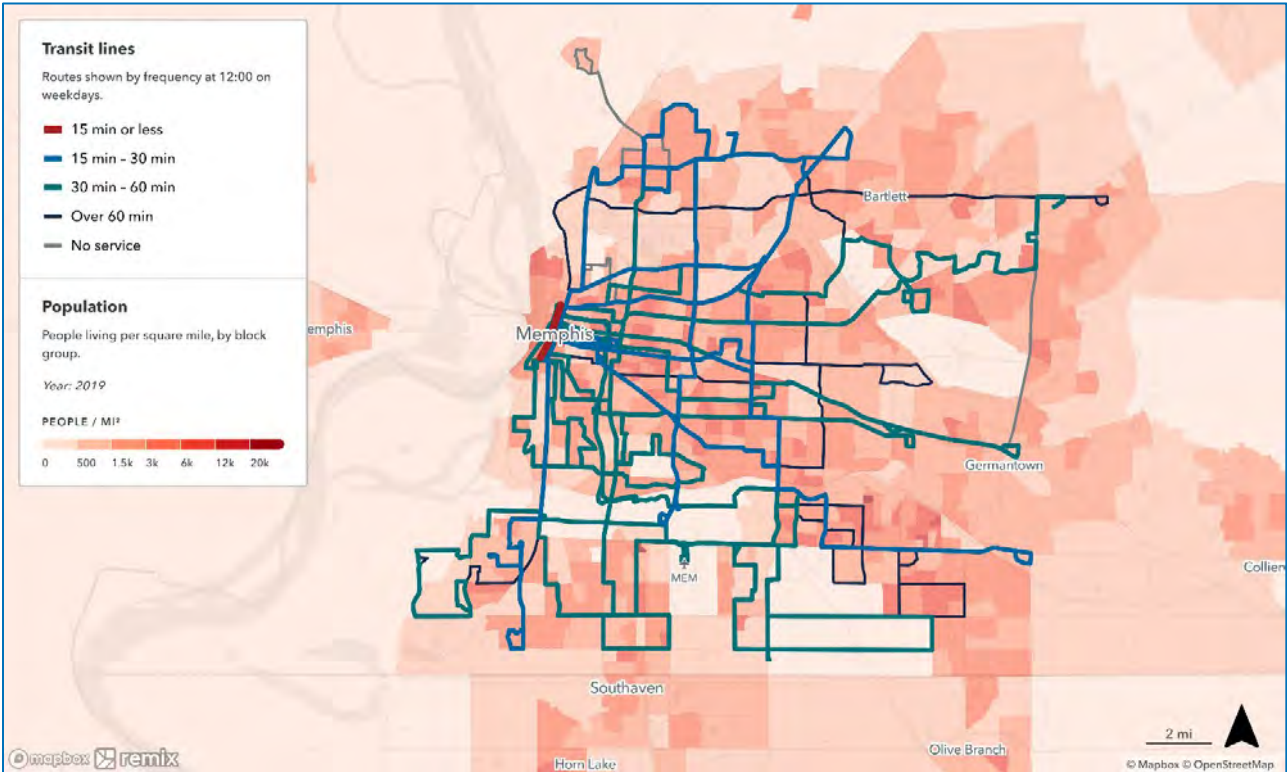 Transit lines
Routes shown by frequency at 12:00 on
weekdays.
15 min or less
15 min - 30 min
30 min - 60 min
Over 60 min
No service
Population
People living per square mile, by block
group.
Year: 2019
PEOPLE / MI²
0 500 1.5k 3k 6k 12k 20k
Bartlett
emphis
Memphis
Germantown
MEM
Collierv
Southaven
Olive Branch
Horn Lake
2 mi
mapbox remix
© Mapbox © OpenStreetMap